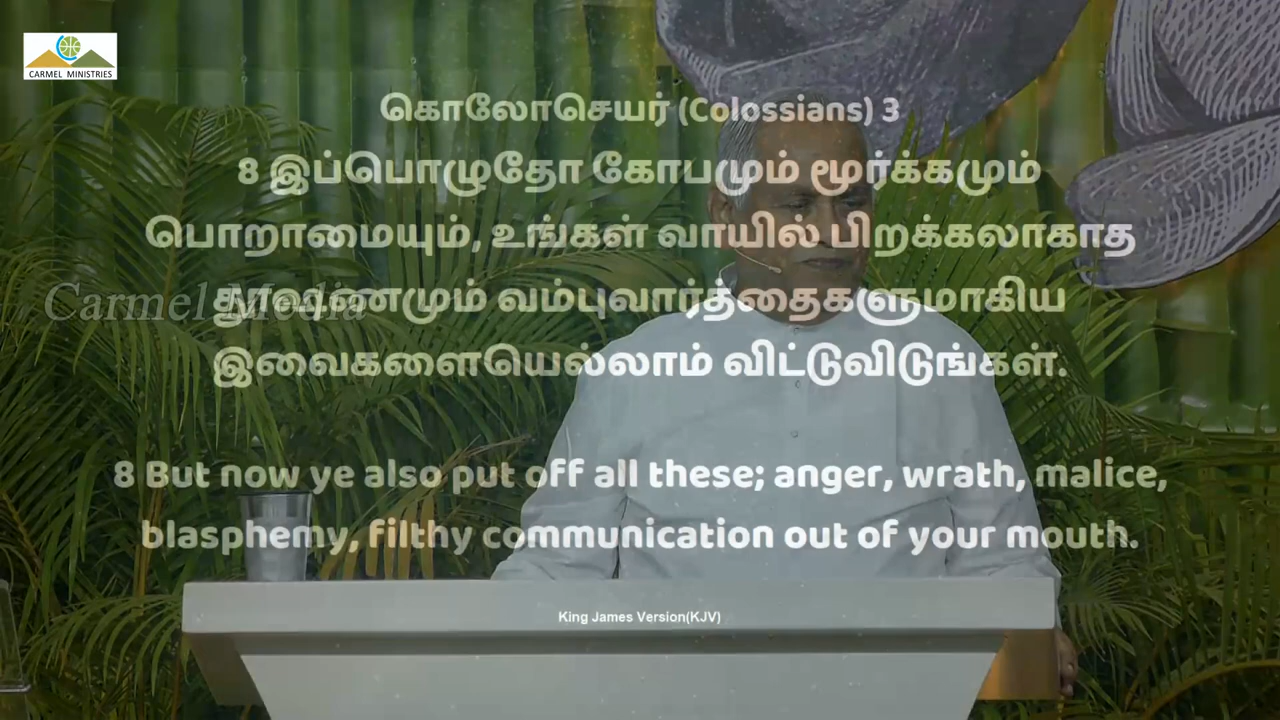 CARMEL MINISTRIES
கொலோசெயர் (Colossians) 3
8 இப்பொழுதோ கோபமும் மூர்க்கமும்
பொறாமையும், உங்கள் வாயில் பிறக்கலாகாத
Carmel Media
தூஷணமும் வம்புவார்த்தைகளுமாகிய
இவைகளையெல்லாம் விட்டுவிடுங்கள்.
8 But now ye also put off all these; anger, wrath, malice,
blasphemy, filthy communication out of your mouth.
King James Version(KJV)